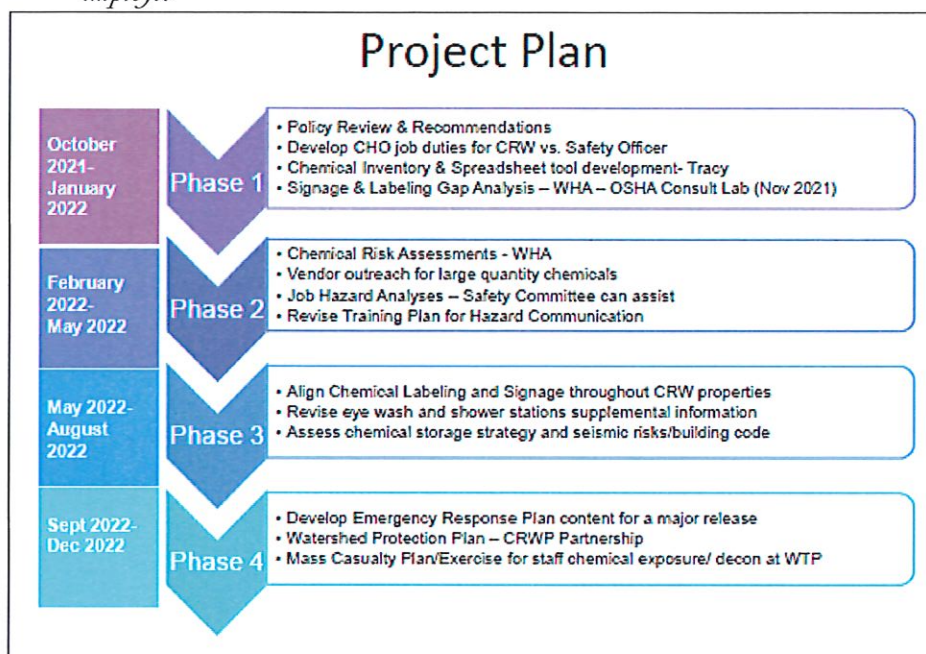 Project Plan
October
2021-
January
2022
Phase 1
• Policy Review & Recommendations
• Develop CHO job duties for CRW vs. Safety Officer
• Chemical Inventory & Spreadsheet tool development- Tracy
• Signage & Labeling Gap Analysis – WHA – OSHA Consult Lab (Nov 2021)
February
2022-
May 2022
Phase 2
• Chemical Risk Assessments - WHA
• Vendor outreach for large quantity chemicals
• Job Hazard Analyses – Safety Committee can assist
• Revise Training Plan for Hazard Communication
May 2022-
August
2022
Phase 3
• Align Chemical Labeling and Signage throughout CRW properties
• Revise eye wash and shower stations supplemental information
• Assess chemical storage strategy and seismic risks/building code
Sept 2022-
Dec 2022
Phase 4
• Develop Emergency Response Plan content for a major release
• Watershed Protection Plan – CRWP Partnership
• Mass Casualty Plan/Exercise for staff chemical exposure/ decon at WTP